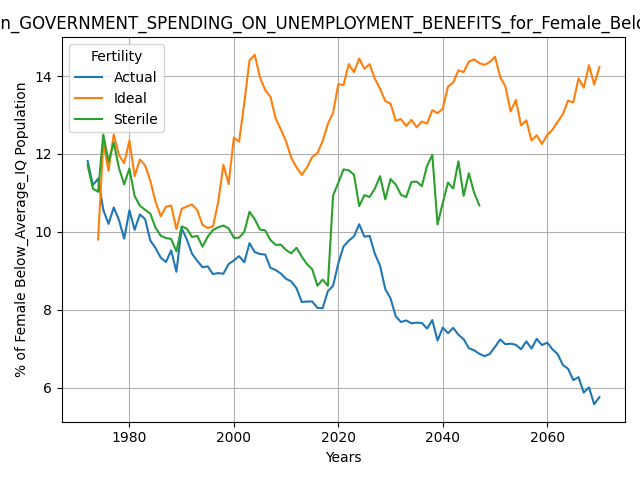 n_GOVERNMENT_SPENDING_ON_UNEMPLOYMENT_BENEFITS_for_Female_Belo
Fertility
Actual
Ideal
Sterile
% of Female Below_Average_IQ Population
14
12
10
8
6
1980
2000
2020
2040
2060
Years